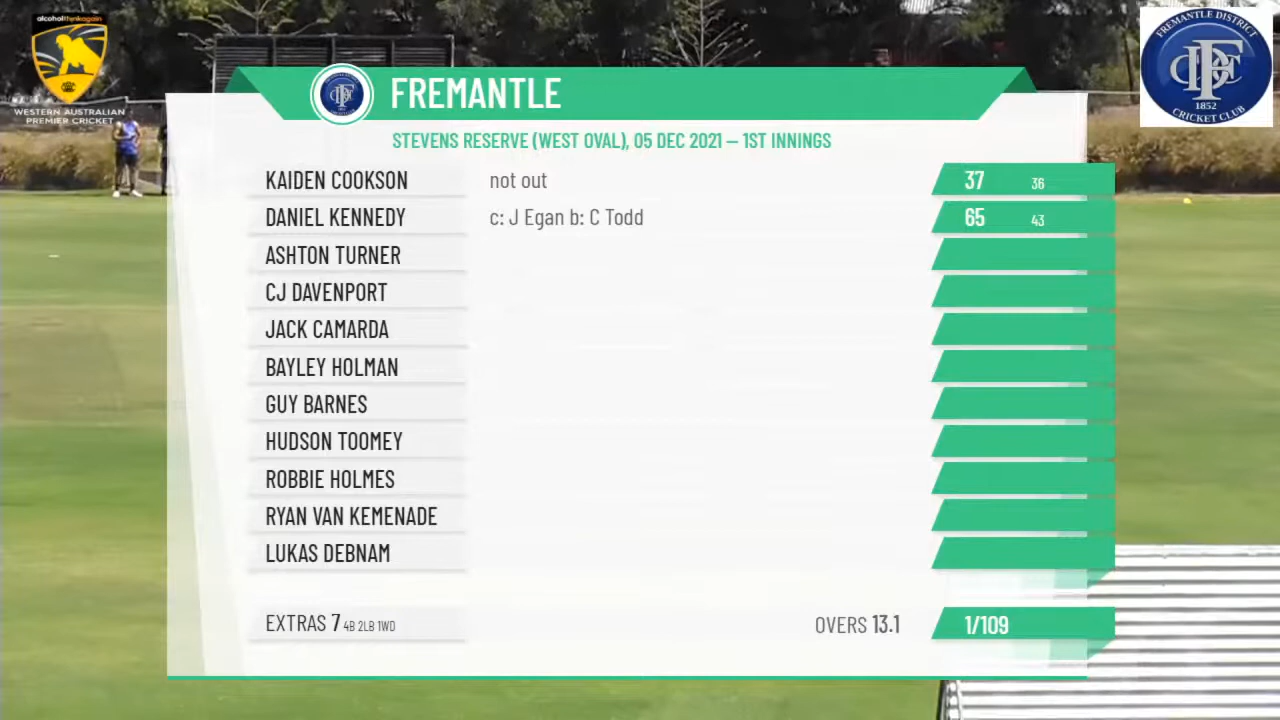 alcoholthinkagain
WESTERN AUSTRALIAN
PREMIER CRICKET
FREMANTLE DISTRICT
1852
CRICKET CLUB
FREMANTLE
STEVENS RESERVE (WEST OVAL), 05 DEC 2021 – 1ST INNINGS
KAIDEN COOKSON not out 37 36
DANIEL KENNEDY c: J Egan b: C Todd 65 43
ASHTON TURNER
CJ DAVENPORT
JACK CAMARDA
BAYLEY HOLMAN
GUY BARNES
HUDSON TOOMEY
ROBBIE HOLMES
RYAN VAN KEMENADE
LUKAS DEBNAM
EXTRAS 7 4B 2LB 1WD OVERS 13.1 1/109